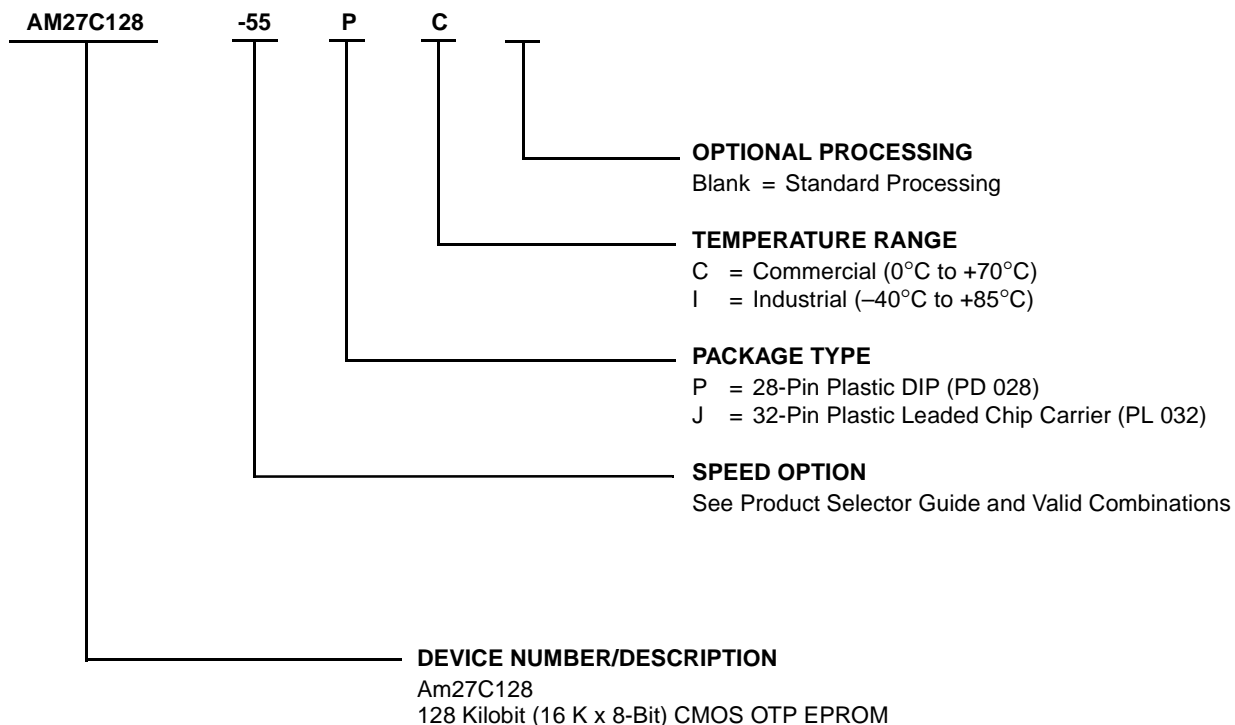 AM27C128 -55 P C
OPTIONAL PROCESSING
Blank = Standard Processing
TEMPERATURE RANGE
C = Commercial (0°C to +70°C)
I = Industrial (–40°C to +85°C)
PACKAGE TYPE
P = 28-Pin Plastic DIP (PD 028)
J = 32-Pin Plastic Leaded Chip Carrier (PL 032)
SPEED OPTION
See Product Selector Guide and Valid Combinations
DEVICE NUMBER/DESCRIPTION
Am27C128
128 Kilobit (16 K x 8-Bit) CMOS OTP EPROM